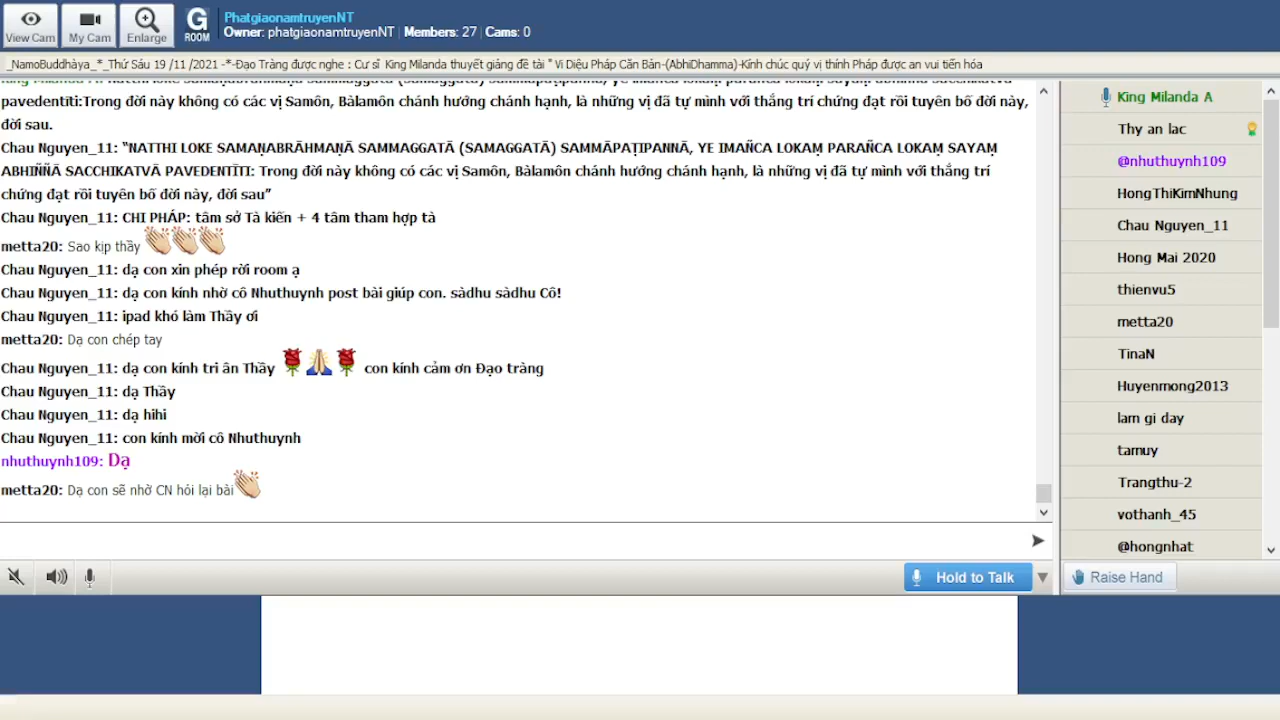 View Cam
My Cam
Enlarge
G
ROOM
PhatgiaonamtruyenNT
Owner: phatgiaonamtruyenNT | Members: 27 | Cams: 0
_NamoBuddhàya_*_Thứ Sáu 19 /11 /2021 -*-Đạo Tràng được nghe : Cư sĩ King Milanda thuyết giảng đề tài " Vi Diệu Pháp Căn Bản-(AbhiDhamma)-Kính chúc quý vị thính Pháp được an vui tiến hóa
pavedentīti:Trong đời này không có các vị Samôn, Bàlamôn chánh hướng chánh hạnh, là những vị đã tự mình với thắng trí chứng đạt rồi tuyên bố đời này,
đời sau.
Chau Nguyen_11: “NATTHI LOKE SAMAṆABRĀHMAṆĀ SAMMAGGATĀ (SAMAGGATĀ) SAMMĀPAṬIPANNĀ, YE IMAÑCA LOKAṂ PARAÑCA LOKAṂ SAYAṂ
ABHIÑÑĀ SACCHIKATVĀ PAVEDENTĪTI: Trong đời này không có các vị Samôn, Bàlamôn chánh hướng chánh hạnh, là những vị đã tự mình với thắng trí
chứng đạt rồi tuyên bố đời này, đời sau”
Chau Nguyen_11: CHI PHÁP: tâm sở Tà kiến + 4 tâm tham hợp tà
metta20: Sao kịp thầy
Chau Nguyen_11: dạ con xin phép rời room ạ
Chau Nguyen_11: dạ con kính nhờ cô Nhuthuynh post bài giúp con. sàdhu sàdhu Cô!
Chau Nguyen_11: ipad khó làm Thầy ơi
metta20: Dạ con chép tay
Chau Nguyen_11: dạ con kính tri ân Thầy con kính cảm ơn Đạo tràng
Chau Nguyen_11: dạ Thầy
Chau Nguyen_11: dạ hihi
Chau Nguyen_11: con kính mời cô Nhuthuynh
nhuthuynh109: Dạ
metta20: Dạ con sẽ nhờ CN hỏi lại bài
Hold to Talk
King Milanda A
Thy an lac
@nhuthuynh109
HongThiKimNhung
Chau Nguyen_11
Hong Mai 2020
thienvu5
metta20
TinaN
Huyenmong2013
lam gi day
tamuy
Trangthu-2
vothanh_45
@hongnhat
Raise Hand